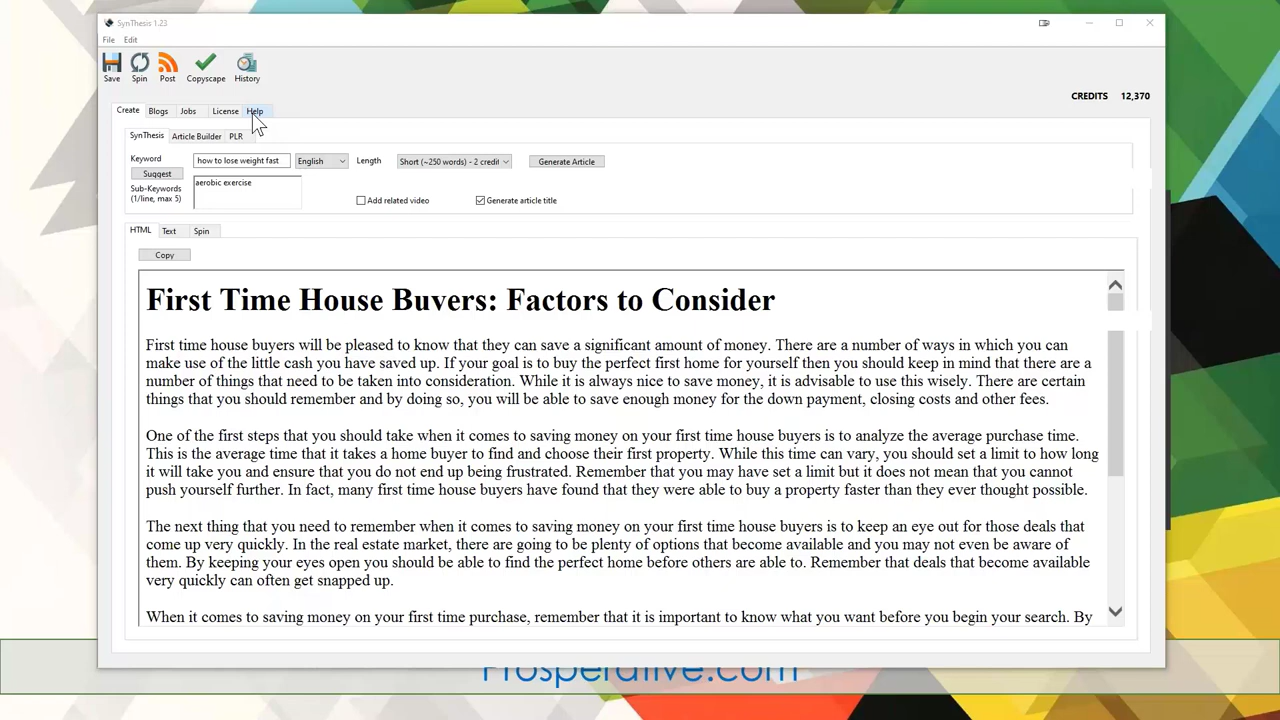 SynThesis 1.23
File Edit
Save Spin Post Copyscape History
CREDITS 12,370
Create Blogs Jobs License Help
SynThesis Article Builder PLR
Keyword how to lose weight fast English Length Short (~250 words) - 2 credit Generate Article
Suggest
Sub-Keywords
(1/line, max 5)
aerobic exercise
Add related video Generate article title
HTML Text Spin
Copy
First Time House Buyers: Factors to Consider
First time house buyers will be pleased to know that they can save a significant amount of money. There are a number of ways in which you can
make use of the little cash you have saved up. If your goal is to buy the perfect first home for yourself then you should keep in mind that there are a
number of things that need to be taken into consideration. While it is always nice to save money, it is advisable to use this wisely. There are certain
things that you should remember and by doing so, you will be able to save enough money for the down payment, closing costs and other fees.
One of the first steps that you should take when it comes to saving money on your first time house buyers is to analyze the average purchase time.
This is the average time that it takes a home buyer to find and choose their first property. While this time can vary, you should set a limit to how long
it will take you and ensure that you do not end up being frustrated. Remember that you may have set a limit but it does not mean that you cannot
push yourself further. In fact, many first time house buyers have found that they were able to buy a property faster than they ever thought possible.
The next thing that you need to remember when it comes to saving money on your first time house buyers is to keep an eye out for those deals that
come up very quickly. In the real estate market, there are going to be plenty of options that become available and you may not even be aware of
them. By keeping your eyes open you should be able to find the perfect home before others are able to. Remember that deals that become available
very quickly can often get snapped up.
When it comes to saving money on your first time purchase, remember that it is important to know what you want before you begin your search. By
Prosperative.com